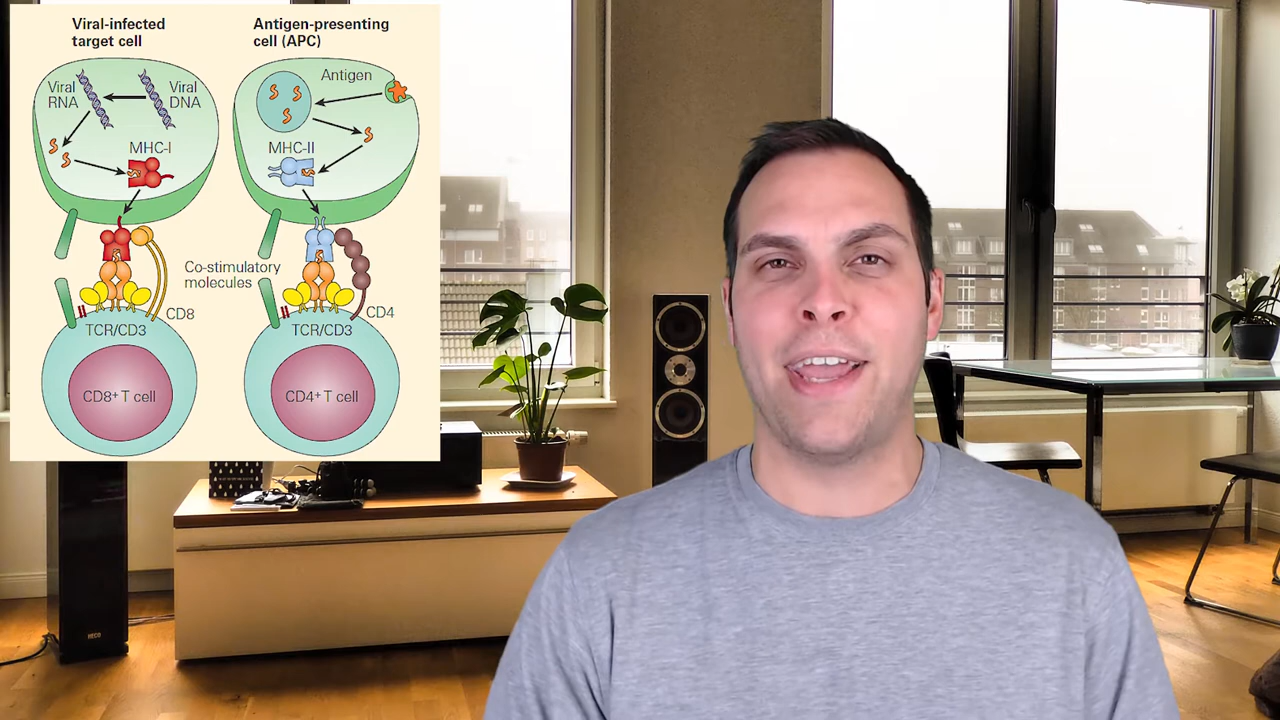 Viral-infected
target cell
Antigen-presenting
cell (APC)
Viral
RNA
Viral
DNA
MHC-I
Antigen
MHC-II
Co-stimulatory
molecules
CD8
CD4
TCR/CD3
TCR/CD3
CD8+ T cell
CD4+ T cell
HECO